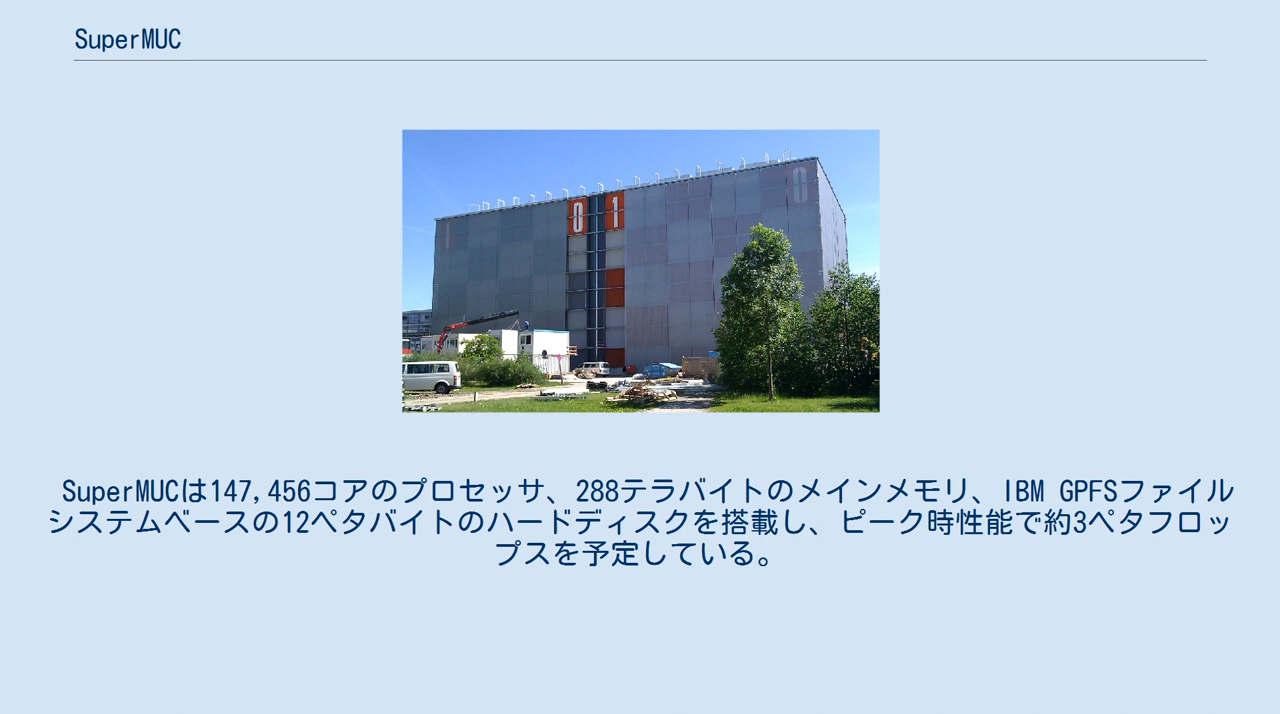 SuperMUC
0 1
0
SuperMUCは147,456コアのプロセッサ、288テラバイトのメインメモリ、IBM GPFSファイル
システムベースの12ペタバイトのハードディスクを搭載し、ピーク時性能で約3ペタフロッ
プスを予定している。